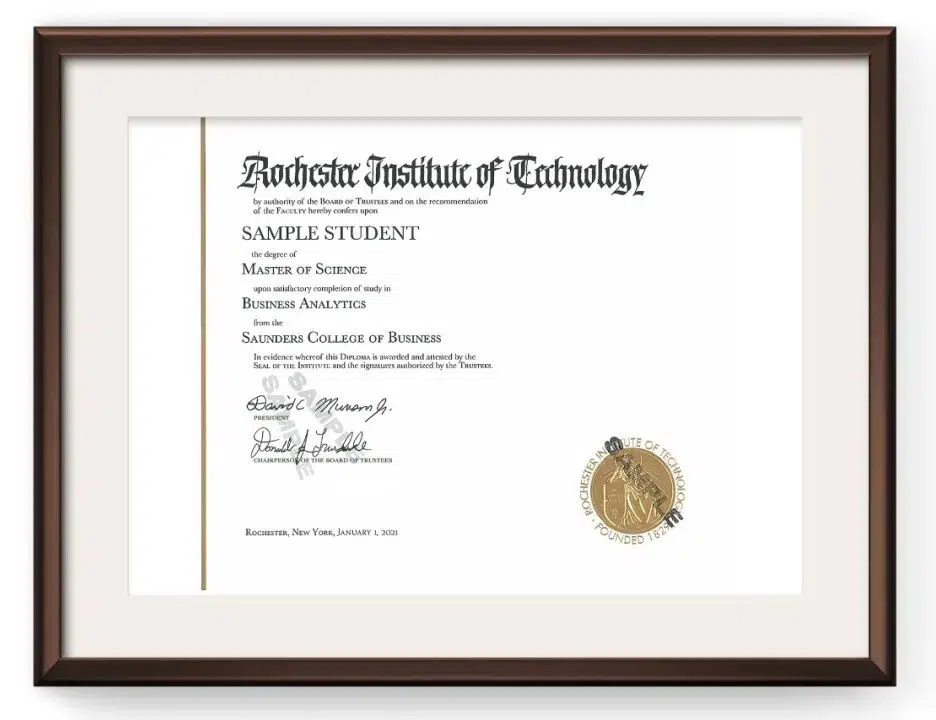 Rochester Institute of Technology
by authority of the Board of Trustees and on the recommendation
of the Faculty hereby confers upon
SAMPLE STUDENT
the degree of
Master of Science
upon satisfactory completion of study in
Business Analytics
from the
Saunders College of Business
In evidence whereof this Diploma is awarded and attested by the
Seal of the Institute and the signatures authorized by the Trustees.
SAMPLE
SAMPLE
David C Munson Jr.
PRESIDENT
Donald J
CHAIRPERSON OF THE BOARD OF TRUSTEES
ROCHESTER INSTITUTE OF TECHNOLOGY
FOUNDED 1829
SAMPLE
Rochester, New York, January 1, 2021